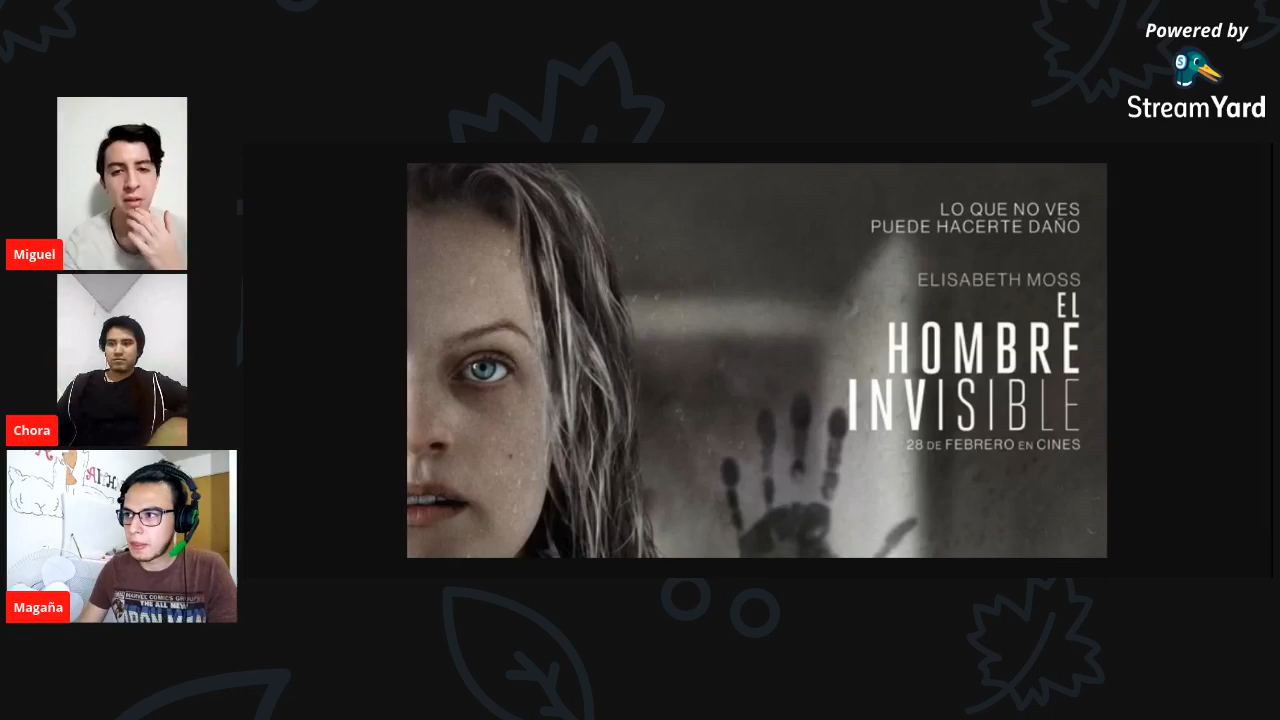 Powered by
StreamYard
Miguel
Chora
Magaña
MARVEL COMICS GROUP
THE ALL NEW
IRON MAN
LO QUE NO VES
PUEDE HACERTE DAÑO
ELISABETH MOSS
EL
HOMBRE
INVISIBLE
28 DE FEBRERO EN CINES